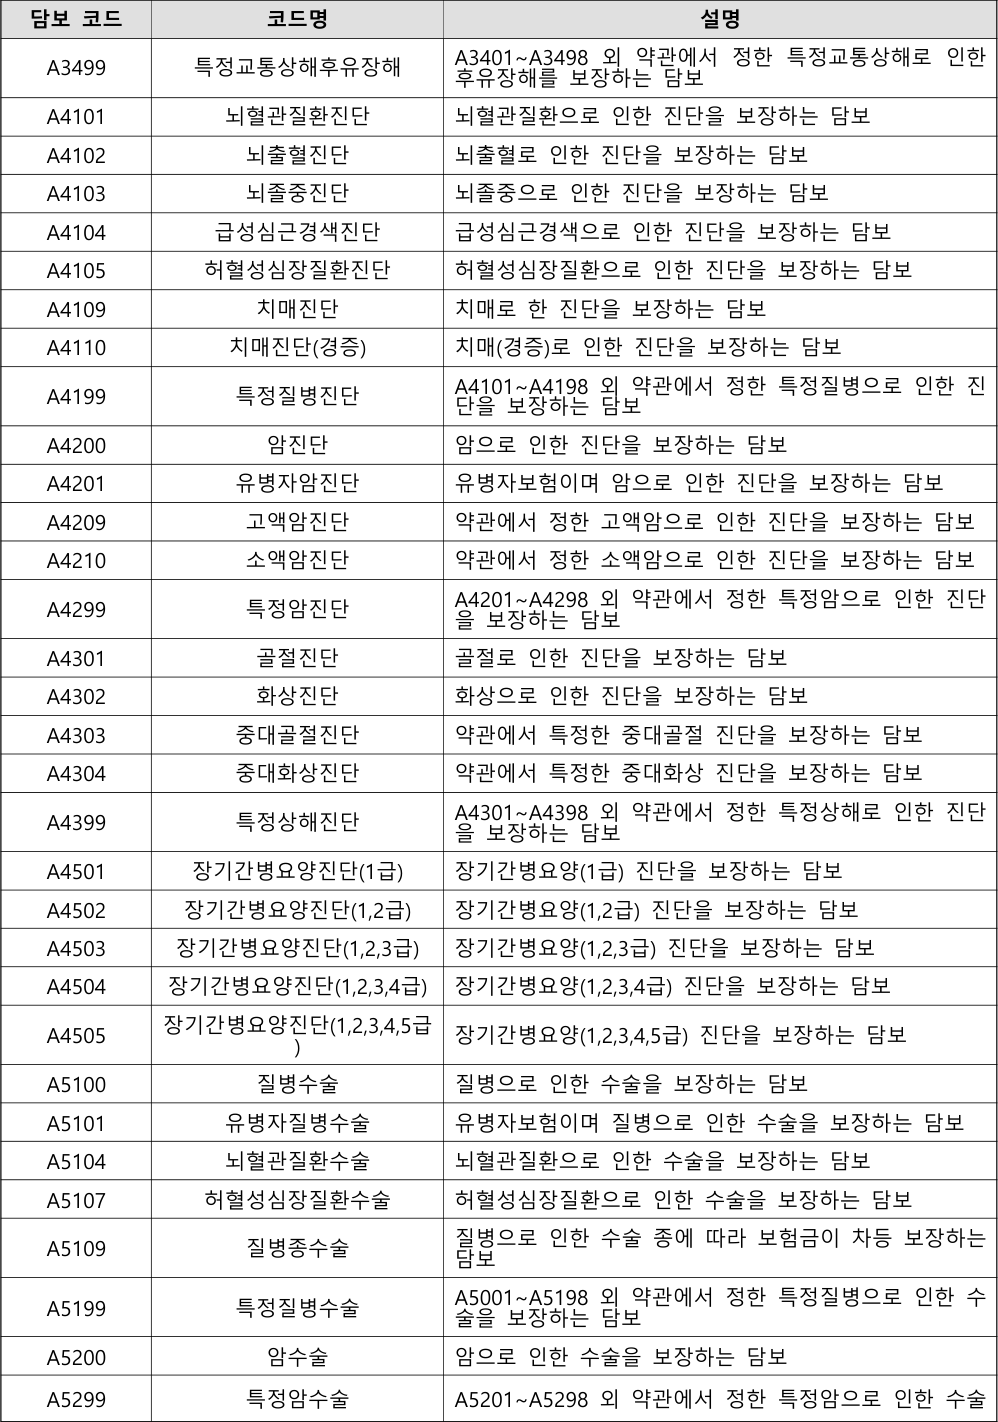 담보 코드 코드명 설명
A3499 특정교통상해후유장해 A3401~A3498 외 약관에서 정한 특정교통상해로 인한
후유장해를 보장하는 담보
A4101 뇌혈관질환진단 뇌혈관질환으로 인한 진단을 보장하는 담보
A4102 뇌출혈진단 뇌출혈로 인한 진단을 보장하는 담보
A4103 뇌졸중진단 뇌졸중으로 인한 진단을 보장하는 담보
A4104 급성심근경색진단 급성심근경색으로 인한 진단을 보장하는 담보
A4105 허혈성심장질환진단 허혈성심장질환으로 인한 진단을 보장하는 담보
A4109 치매진단 치매로 한 진단을 보장하는 담보
A4110 치매진단(경증) 치매(경증)로 인한 진단을 보장하는 담보
A4199 특정질병진단 A4101~A4198 외 약관에서 정한 특정질병으로 인한 진
단을 보장하는 담보
A4200 암진단 암으로 인한 진단을 보장하는 담보
A4201 유병자암진단 유병자보험이며 암으로 인한 진단을 보장하는 담보
A4209 고액암진단 약관에서 정한 고액암으로 인한 진단을 보장하는 담보
A4210 소액암진단 약관에서 정한 소액암으로 인한 진단을 보장하는 담보
A4299 특정암진단 A4201~A4298 외 약관에서 정한 특정암으로 인한 진단
을 보장하는 담보
A4301 골절진단 골절로 인한 진단을 보장하는 담보
A4302 화상진단 화상으로 인한 진단을 보장하는 담보
A4303 중대골절진단 약관에서 특정한 중대골절 진단을 보장하는 담보
A4304 중대화상진단 약관에서 특정한 중대화상 진단을 보장하는 담보
A4399 특정상해진단 A4301~A4398 외 약관에서 정한 특정상해로 인한 진단
을 보장하는 담보
A4501 장기간병요양진단(1급) 장기간병요양(1급) 진단을 보장하는 담보
A4502 장기간병요양진단(1,2급) 장기간병요양(1,2급) 진단을 보장하는 담보
A4503 장기간병요양진단(1,2,3급) 장기간병요양(1,2,3급) 진단을 보장하는 담보
A4504 장기간병요양진단(1,2,3,4급) 장기간병요양(1,2,3,4급) 진단을 보장하는 담보
A4505 장기간병요양진단(1,2,3,4,5급
) 장기간병요양(1,2,3,4,5급) 진단을 보장하는 담보
A5100 질병수술 질병으로 인한 수술을 보장하는 담보
A5101 유병자질병수술 유병자보험이며 질병으로 인한 수술을 보장하는 담보
A5104 뇌혈관질환수술 뇌혈관질환으로 인한 수술을 보장하는 담보
A5107 허혈성심장질환수술 허혈성심장질환으로 인한 수술을 보장하는 담보
A5109 질병종수술 질병으로 인한 수술 종에 따라 보험금이 차등 보장하는
담보
A5199 특정질병수술 A5001~A5198 외 약관에서 정한 특정질병으로 인한 수
술을 보장하는 담보
A5200 암수술 암으로 인한 수술을 보장하는 담보
A5299 특정암수술 A5201~A5298 외 약관에서 정한 특정암으로 인한 수술